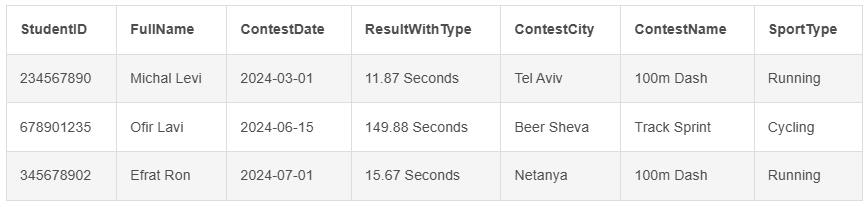 StudentID FullName ContestDate ResultWithType ContestCity ContestName SportType
234567890 Michal Levi 2024-03-01 11.87 Seconds Tel Aviv 100m Dash Running
678901235 Ofir Lavi 2024-06-15 149.88 Seconds Beer Sheva Track Sprint Cycling
345678902 Efrat Ron 2024-07-01 15.67 Seconds Netanya 100m Dash Running